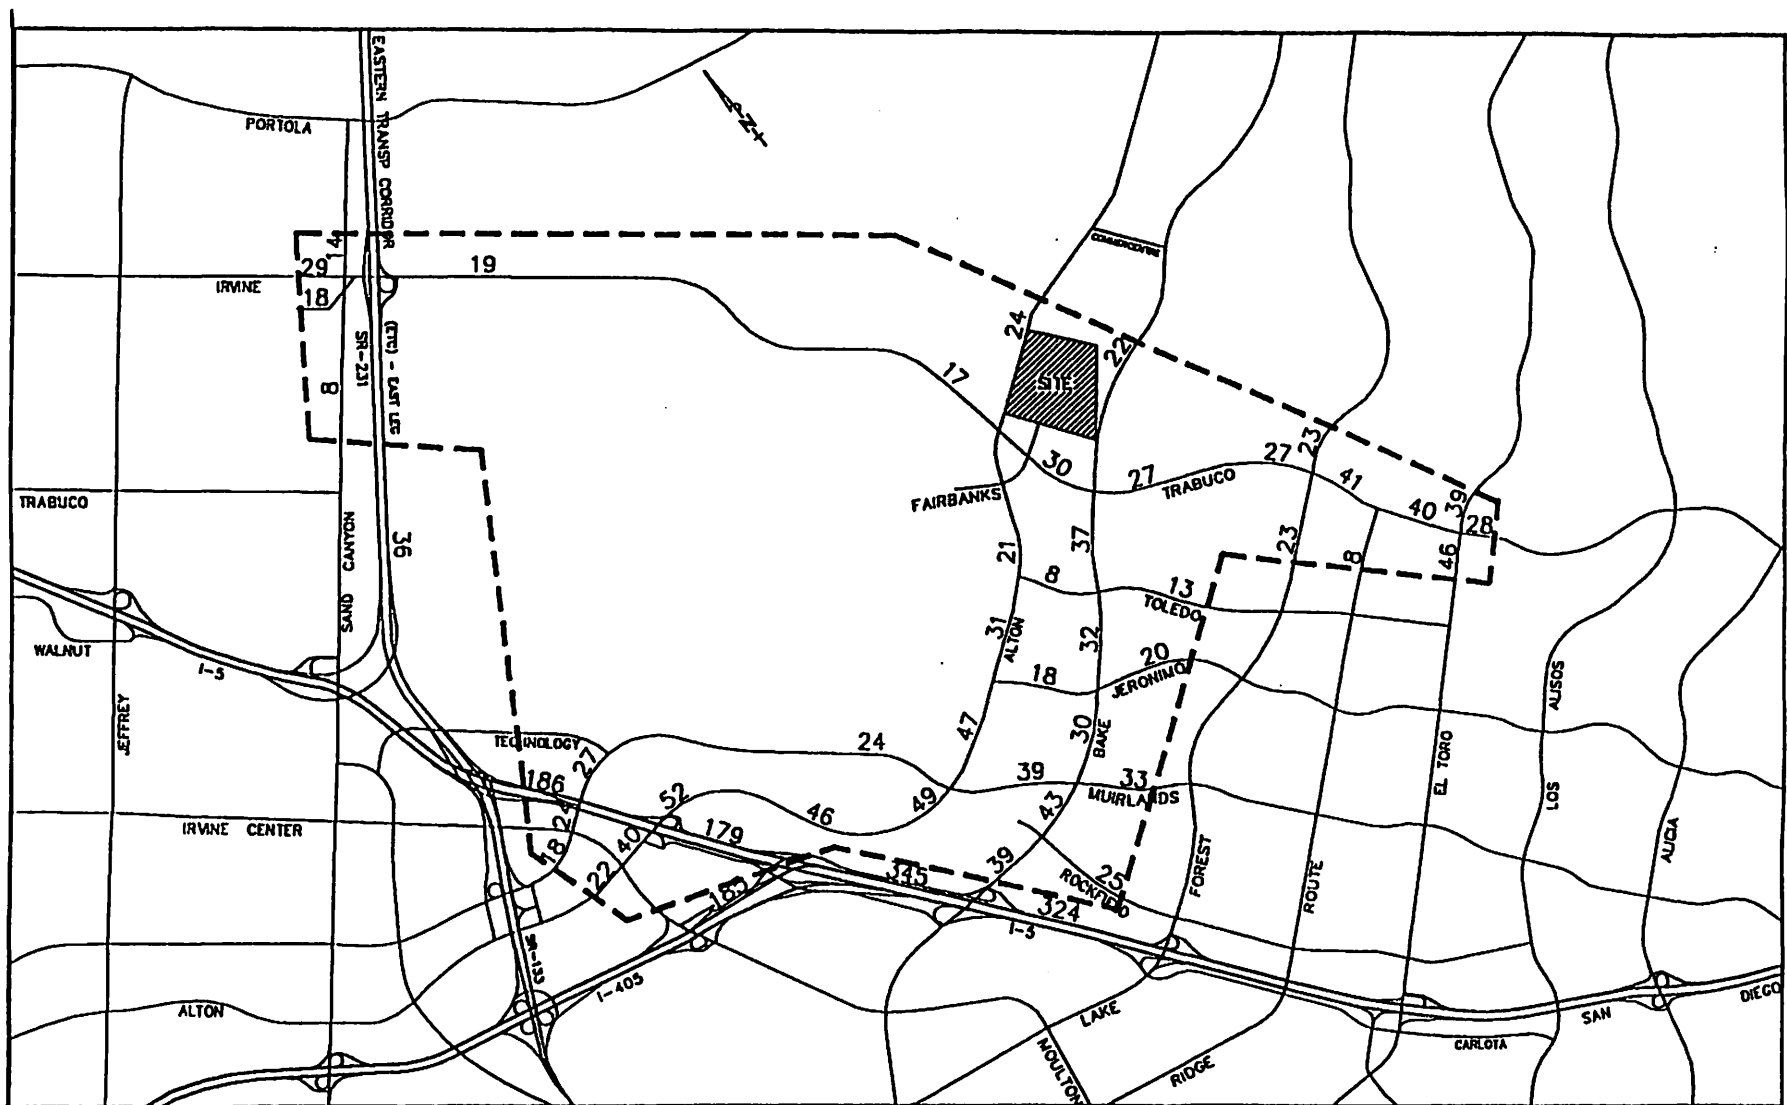 EASTERN TRANSP CORRIDOR
PORTOLA
N
14
29
19
IRVINE
18
COMMERCENTRE
24
22
SR-231
(ETC) - EAST LEG
8
17
SITE
23
27
30
27
41
TRABUCO
40
39
28
FAIRBANKS
TRABUCO
SAND CANYON
36
21
37
23
8
46
8
13
TOLEDO
31
ALTON
32
WALNUT
I-5
20
18
JERONIMO
ALISOS
JEFFREY
47
30
BAKE
TECHNOLOGY
27
24
EL TORO
186
39
33
MUIRLANDS
LOS
52
49
43
IRVINE CENTER
24
46
179
40
ALICIA
18
39
22
345
25
ROCKFIELD
FOREST
ROUTE
183
324
I-5
SR-133
I-405
ALTON
LAKE
SAN
DIEGO
CARLOTA
MOULTON
RIDGE